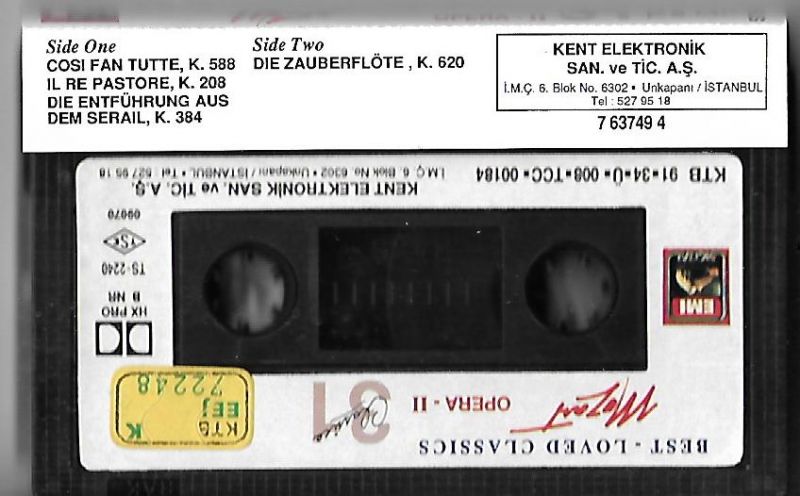 Side One
COSI FAN TUTTE, K. 588
IL RE PASTORE, K. 208
DIE ENTFÜHRUNG AUS
DEM SERAIL, K. 384
Side Two
DIE ZAUBERFLÖTE , K. 620
KENT ELEKTRONİK
SAN. ve TİC. A.Ş.
İ.M.Ç. 6. Blok No. 6302 • Unkapanı / İSTANBUL
Tel : 527 95 18
7 63749 4
BEST - LOVED CLASSICS
Mozart
OPERA - II
31
Classics
KTB
EEj
K
72248
EMI
HX PRO
B NR
TS-2240
TSE
09070
KTB 91▪34▪Ü▪008▪TCC▪00184
KENT ELEKTRONİK SAN. ve TİC. A.Ş.
İ.M.Ç. 6. Blok No. 6302 • Unkapanı / İSTANBUL • Tel : 527 95 18